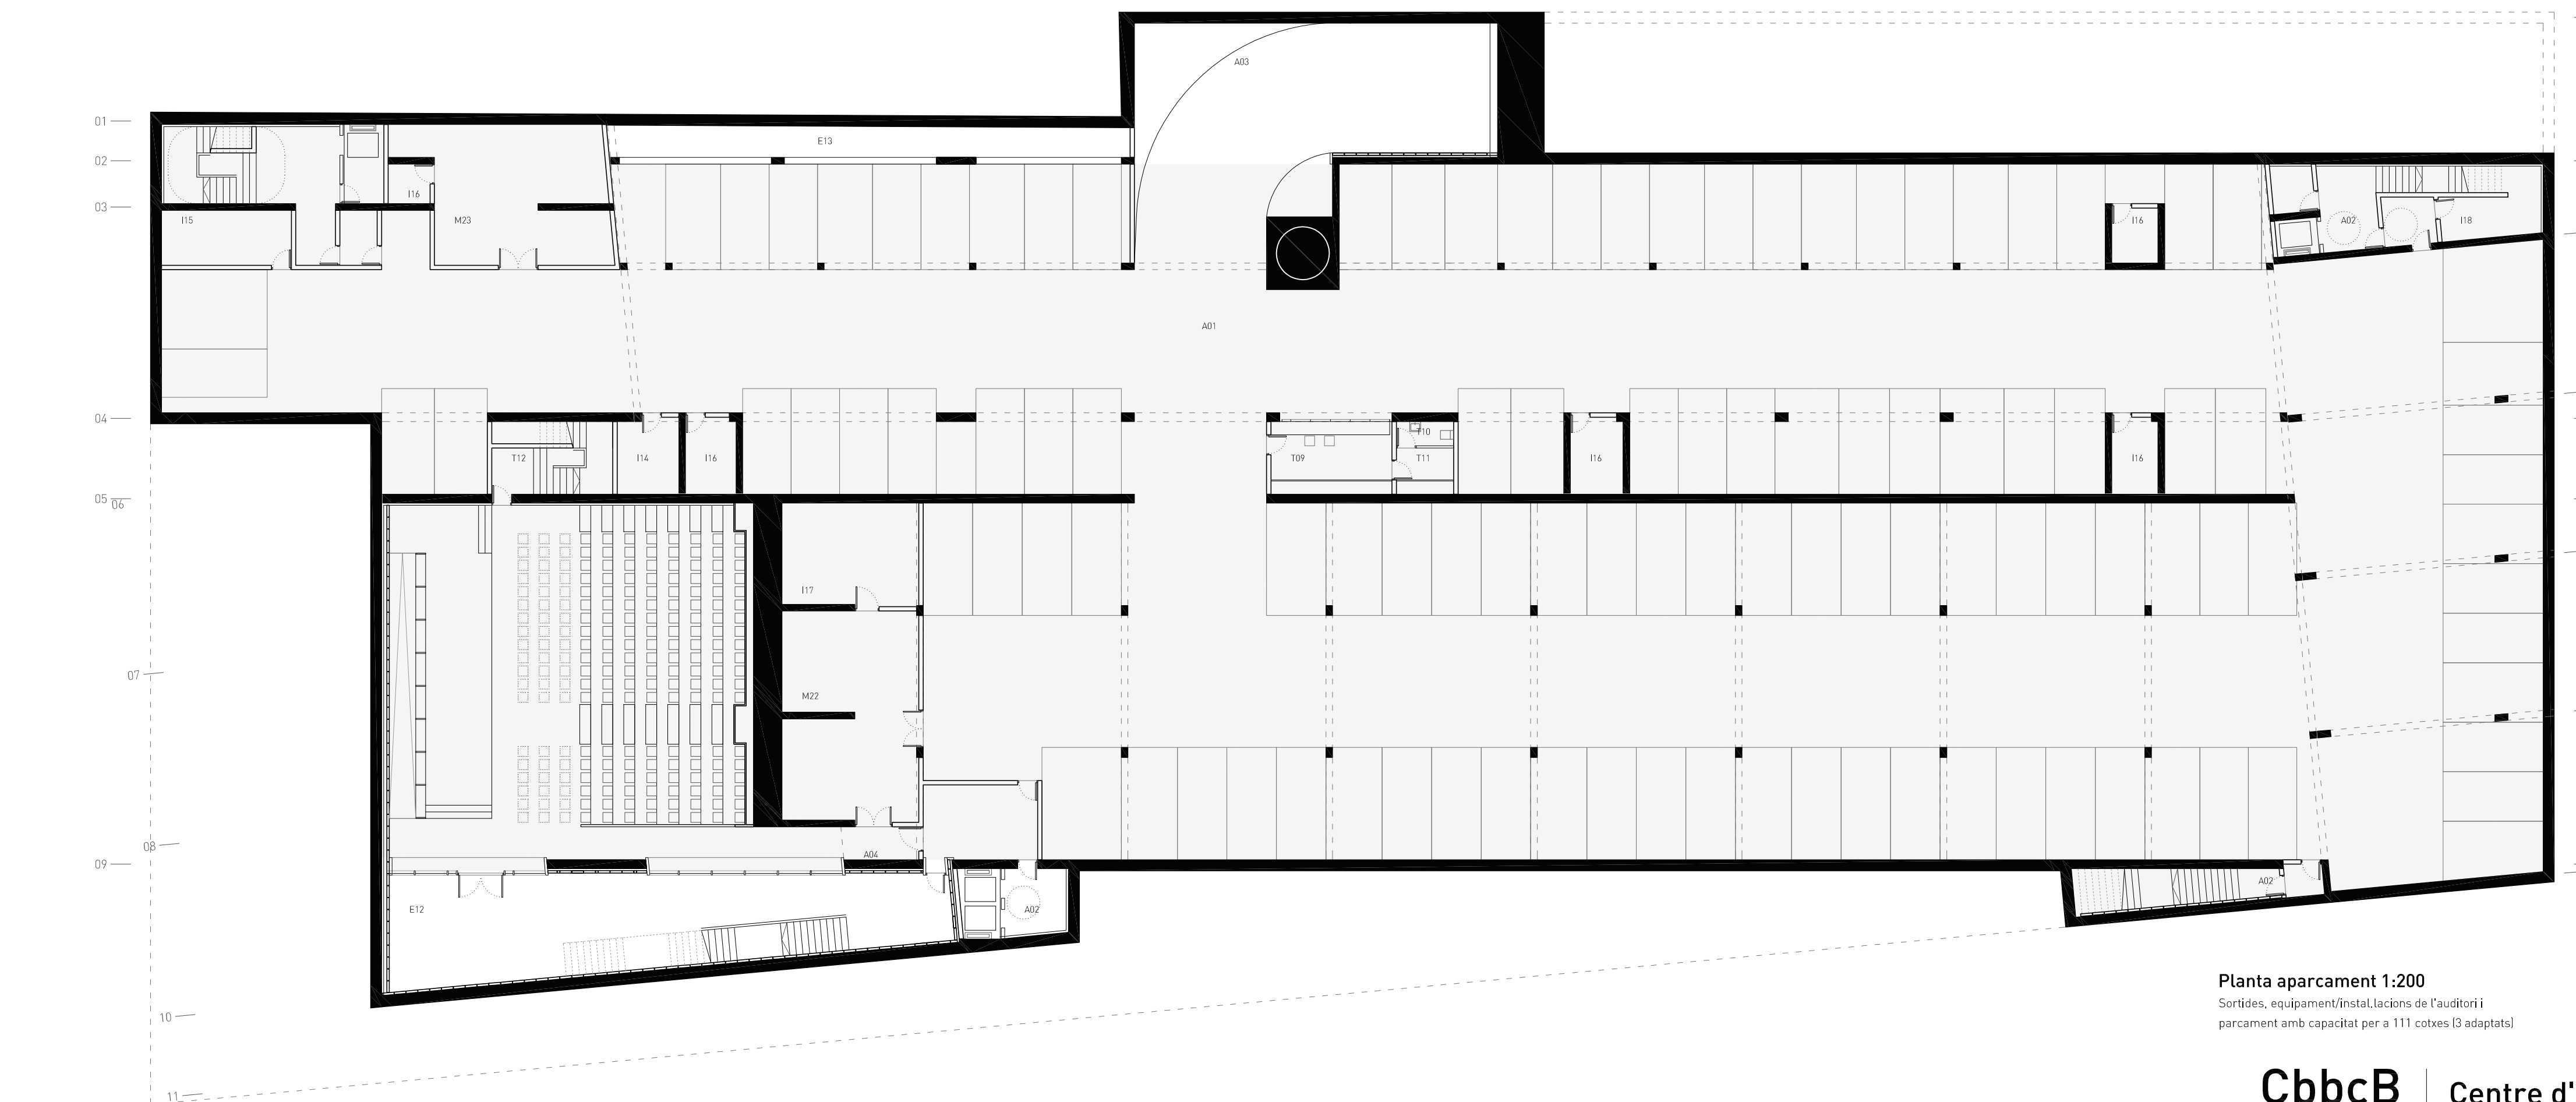 A03
01
E13
02
I16
03
I15
M23
A02
I18
I16
A01
04
T10
T12
I14
I16
T09
T11
I16
I16
05
06
I17
07
M22
08
A04
09
A02
E12
A02
Planta aparcament 1:200
Sortides, equipament/instal.lacions de l'auditori i
parcament amb capacitat per a 111 cotxes (3 adaptats)
10
CbbcB
Centre d'
11